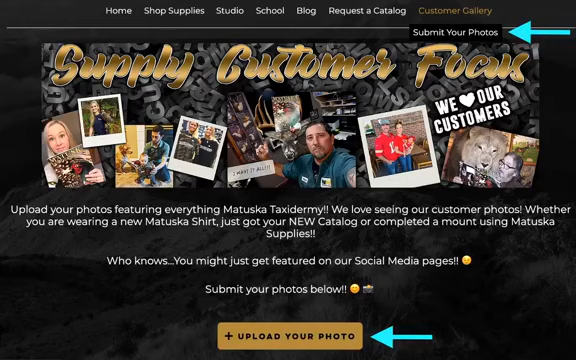 Home Shop Supplies Studio School Blog Request a Catalog Customer Gallery
Submit Your Photos
Supply Customer Focus
WE ❤ OUR
CUSTOMERS
I WANT IT ALL!!!
Upload your photos featuring everything Matuska Taxidermy!! We love seeing our customer photos! Whether
you are wearing a new Matuska Shirt, just got your NEW Catalog or completed a mount using Matuska
Supplies!!
Who knows...You might just get featured on our Social Media pages!! 😊
Submit your photos below!! 😊 📸
+ UPLOAD YOUR PHOTO